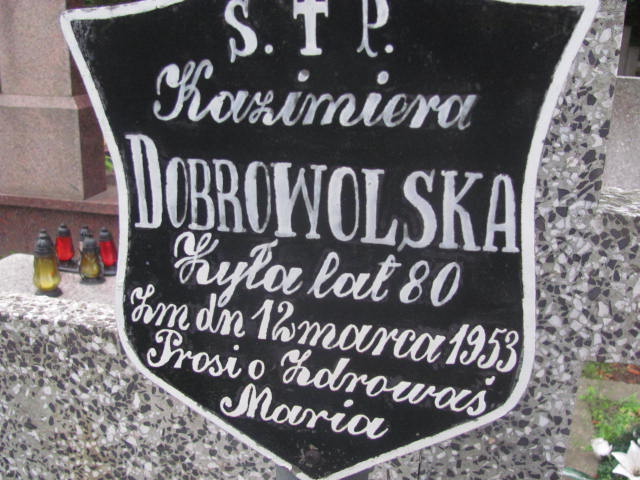 S. † P.
Kazimiera
DOBROWOLSKA
Żyła lat 80
Zm dn 12 marca 1953
Prosi o Zdrowaś
Maria